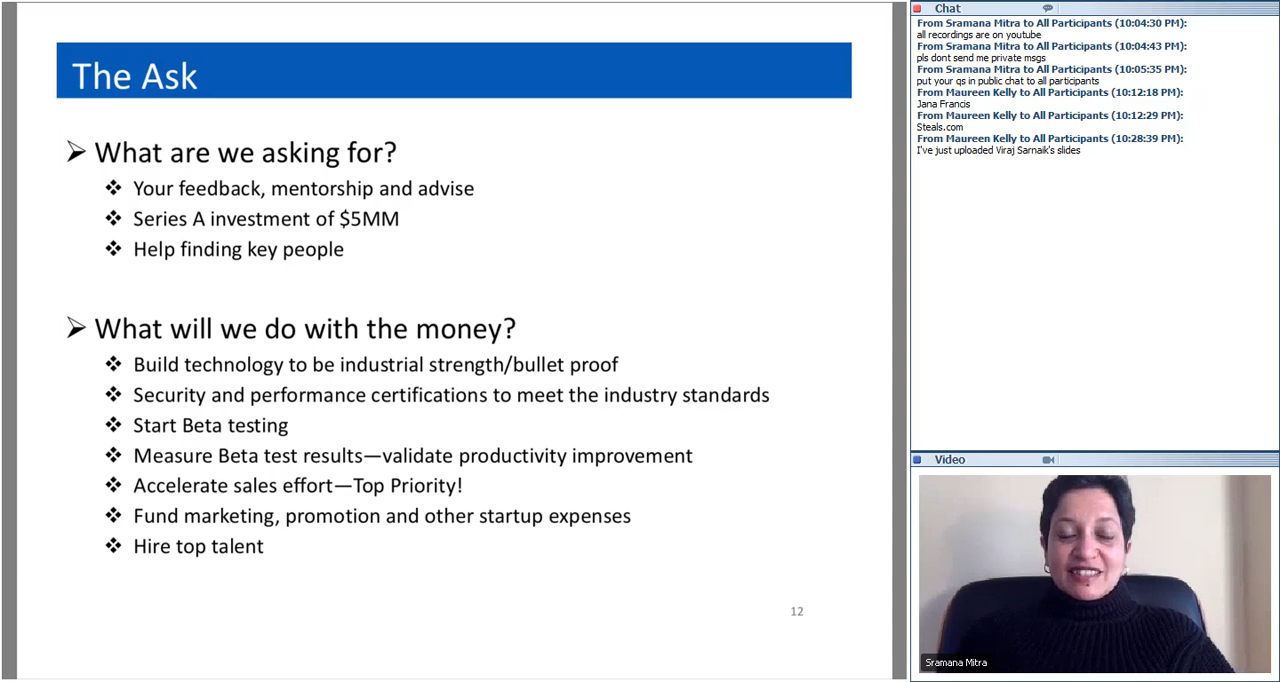 The Ask
What are we asking for?
Your feedback, mentorship and advise
Series A investment of $5MM
Help finding key people
What will we do with the money?
Build technology to be industrial strength/bullet proof
Security and performance certifications to meet the industry standards
Start Beta testing
Measure Beta test results—validate productivity improvement
Accelerate sales effort—Top Priority!
Fund marketing, promotion and other startup expenses
Hire top talent
12
Chat
From Sramana Mitra to All Participants (10:04:30 PM):
all recordings are on youtube
From Sramana Mitra to All Participants (10:04:43 PM):
pls dont send me private msgs
From Sramana Mitra to All Participants (10:05:35 PM):
put your qs in public chat to all participants
From Maureen Kelly to All Participants (10:12:18 PM):
Jana Francis
From Maureen Kelly to All Participants (10:12:29 PM):
Steals.com
From Maureen Kelly to All Participants (10:28:39 PM):
I've just uploaded Viraj Sarnaik's slides
Video
Sramana Mitra